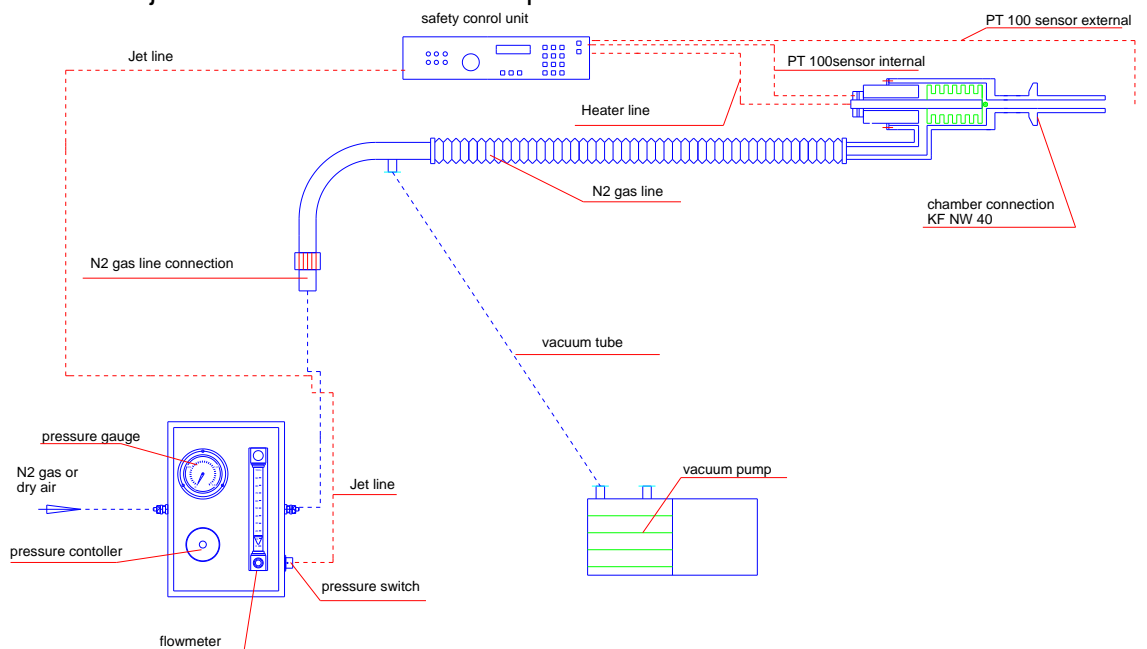 safety conrol unit
PT 100 sensor external
Jet line
PT 100sensor internal
Heater line
N2 gas line
chamber connection
KF NW 40
N2 gas line connection
vacuum tube
pressure gauge
N2 gas or
dry air
vacuum pump
Jet line
pressure contoller
pressure switch
flowmeter